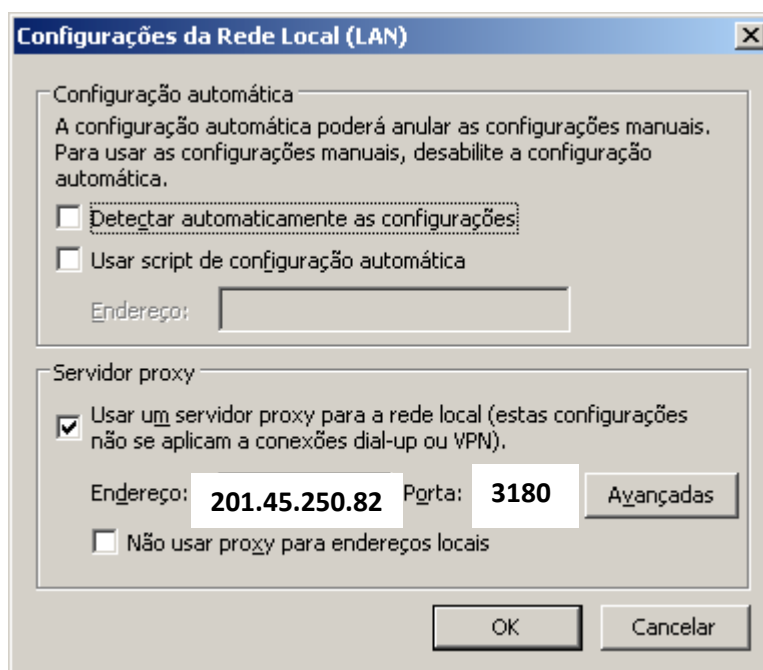 Configurações da Rede Local (LAN)
Configuração automática
A configuração automática poderá anular as configurações manuais.
Para usar as configurações manuais, desabilite a configuração
automática.
Detectar automaticamente as configurações
Usar script de configuração automática
Endereço:
Servidor proxy
Usar um servidor proxy para a rede local (estas configurações
não se aplicam a conexões dial-up ou VPN).
Endereço: 201.45.250.82 Porta: 3180 Avançadas
Não usar proxy para endereços locais
OK Cancelar